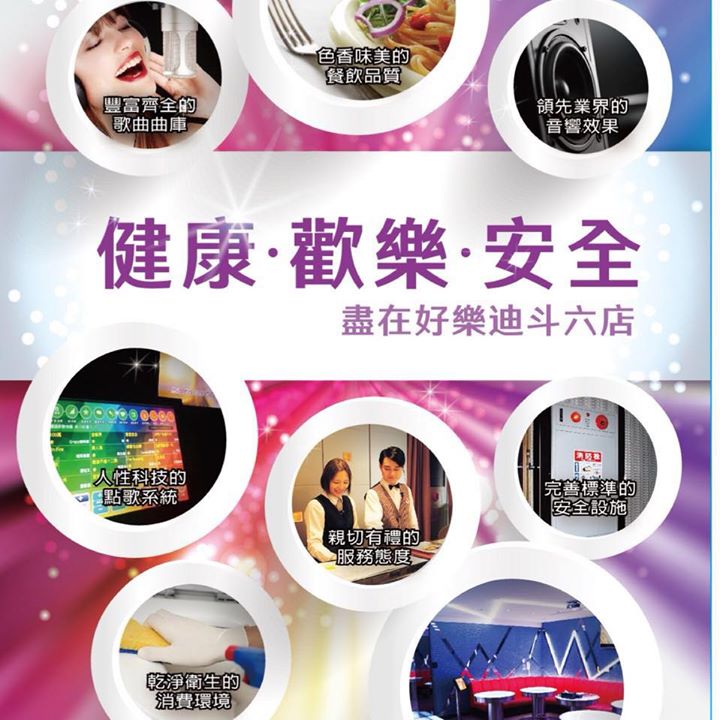 豐富齊全的
歌曲曲庫
色香味美的
餐飲品質
領先業界的
音響效果
健康·歡樂·安全
盡在好樂迪斗六店
人性科技的
點歌系統
親切有禮的
服務態度
消防栓
完善標準的
安全設施
乾淨衛生的
消費環境